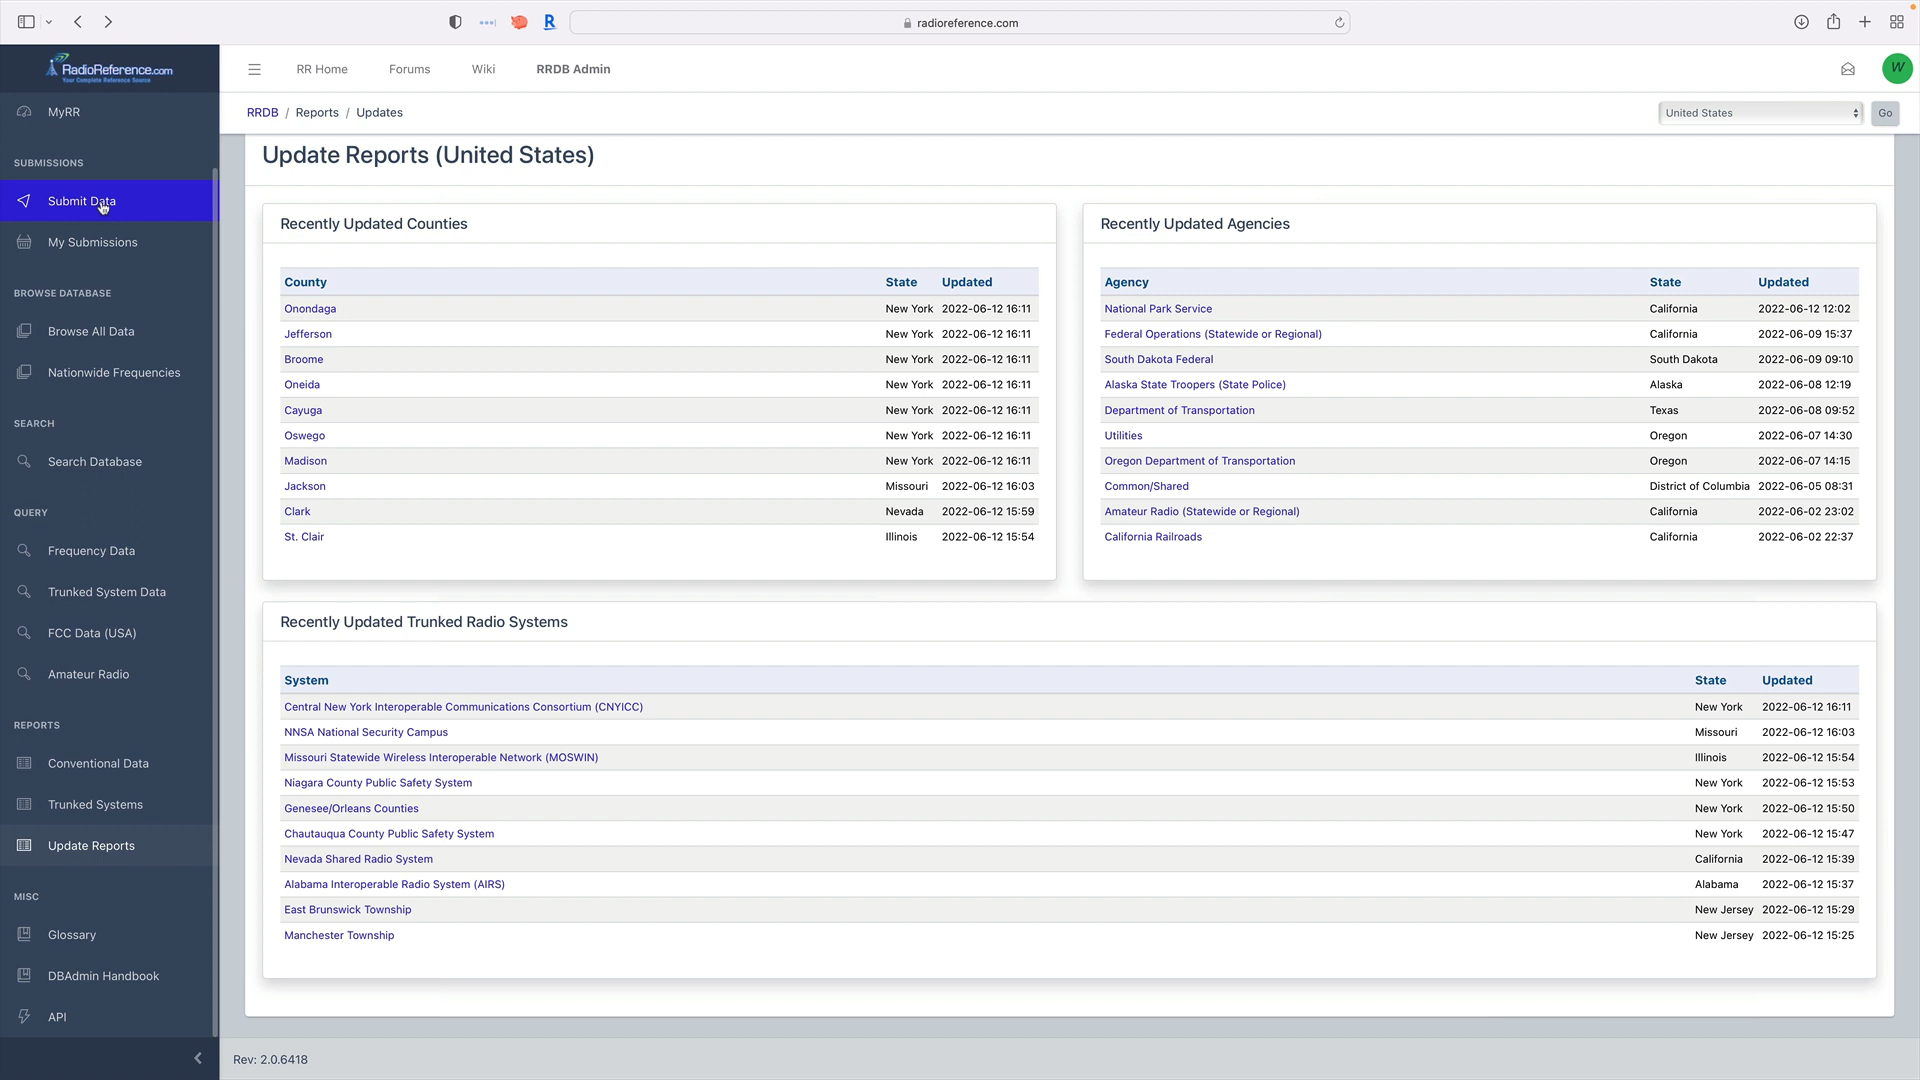 radioreference.com
RadioReference.com
Your Complete Reference Source
RR Home Forums Wiki RRDB Admin
W
MyRR
RRDB / Reports / Updates
United States Go
SUBMISSIONS
Submit Data
My Submissions
BROWSE DATABASE
Browse All Data
Nationwide Frequencies
SEARCH
Search Database
QUERY
Frequency Data
Trunked System Data
FCC Data (USA)
Amateur Radio
REPORTS
Conventional Data
Trunked Systems
Update Reports
MISC
Glossary
DBAdmin Handbook
API
Update Reports (United States)
Recently Updated Counties
County State Updated
Onondaga New York 2022-06-12 16:11
Jefferson New York 2022-06-12 16:11
Broome New York 2022-06-12 16:11
Oneida New York 2022-06-12 16:11
Cayuga New York 2022-06-12 16:11
Oswego New York 2022-06-12 16:11
Madison New York 2022-06-12 16:11
Jackson Missouri 2022-06-12 16:03
Clark Nevada 2022-06-12 15:59
St. Clair Illinois 2022-06-12 15:54
Recently Updated Agencies
Agency State Updated
National Park Service California 2022-06-12 12:02
Federal Operations (Statewide or Regional) California 2022-06-09 15:37
South Dakota Federal South Dakota 2022-06-09 09:10
Alaska State Troopers (State Police) Alaska 2022-06-08 12:19
Department of Transportation Texas 2022-06-08 09:52
Utilities Oregon 2022-06-07 14:30
Oregon Department of Transportation Oregon 2022-06-07 14:15
Common/Shared District of Columbia 2022-06-05 08:31
Amateur Radio (Statewide or Regional) California 2022-06-02 23:02
California Railroads California 2022-06-02 22:37
Recently Updated Trunked Radio Systems
System State Updated
Central New York Interoperable Communications Consortium (CNYICC) New York 2022-06-12 16:11
NNSA National Security Campus Missouri 2022-06-12 16:03
Missouri Statewide Wireless Interoperable Network (MOSWIN) Illinois 2022-06-12 15:54
Niagara County Public Safety System New York 2022-06-12 15:53
Genesee/Orleans Counties New York 2022-06-12 15:50
Chautauqua County Public Safety System New York 2022-06-12 15:47
Nevada Shared Radio System California 2022-06-12 15:39
Alabama Interoperable Radio System (AIRS) Alabama 2022-06-12 15:37
East Brunswick Township New Jersey 2022-06-12 15:29
Manchester Township New Jersey 2022-06-12 15:25
Rev: 2.0.6418